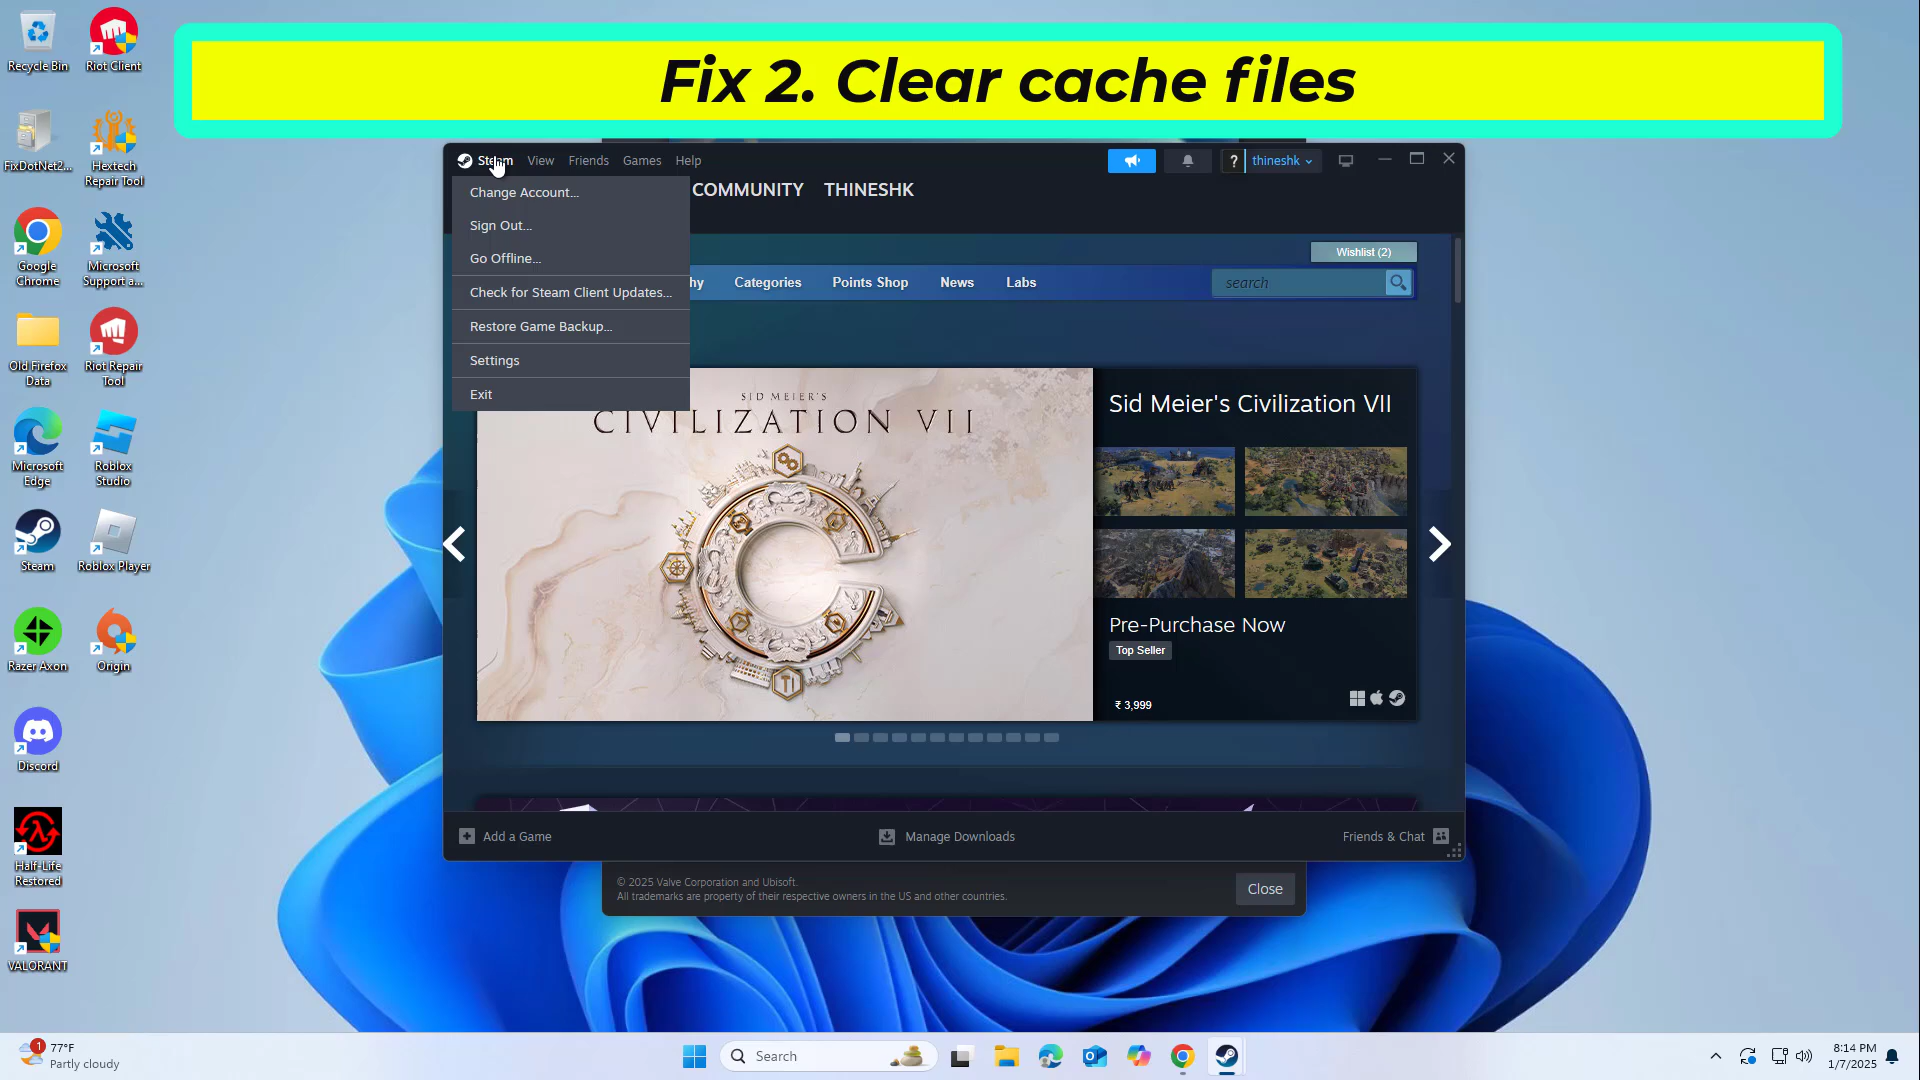 Fix 2. Clear cache files
Recycle Bin
Riot Client
FixDotNet2...
Hextech
Repair Tool
Google
Chrome
Microsoft
Support a...
Old Firefox
Data
Riot Repair
Tool
Microsoft
Edge
Roblox
Studio
Steam
Roblox Player
Razer Axon
Origin
Discord
Half-Life
Restored
VALORANT
Steam View Friends Games Help
? thineshk
Change Account...
Sign Out...
Go Offline...
Check for Steam Client Updates...
Restore Game Backup...
Settings
Exit
COMMUNITY THINESHK
Wishlist (2)
hy Categories Points Shop News Labs
search
SID MEIER'S
CIVILIZATION VII
Sid Meier's Civilization VII
Pre-Purchase Now
Top Seller
₹ 3,999
Add a Game
Manage Downloads
Friends & Chat
© 2025 Valve Corporation and Ubisoft.
All trademarks are property of their respective owners in the US and other countries.
Close
1
77°F
Partly cloudy
Search
8:14 PM
1/7/2025